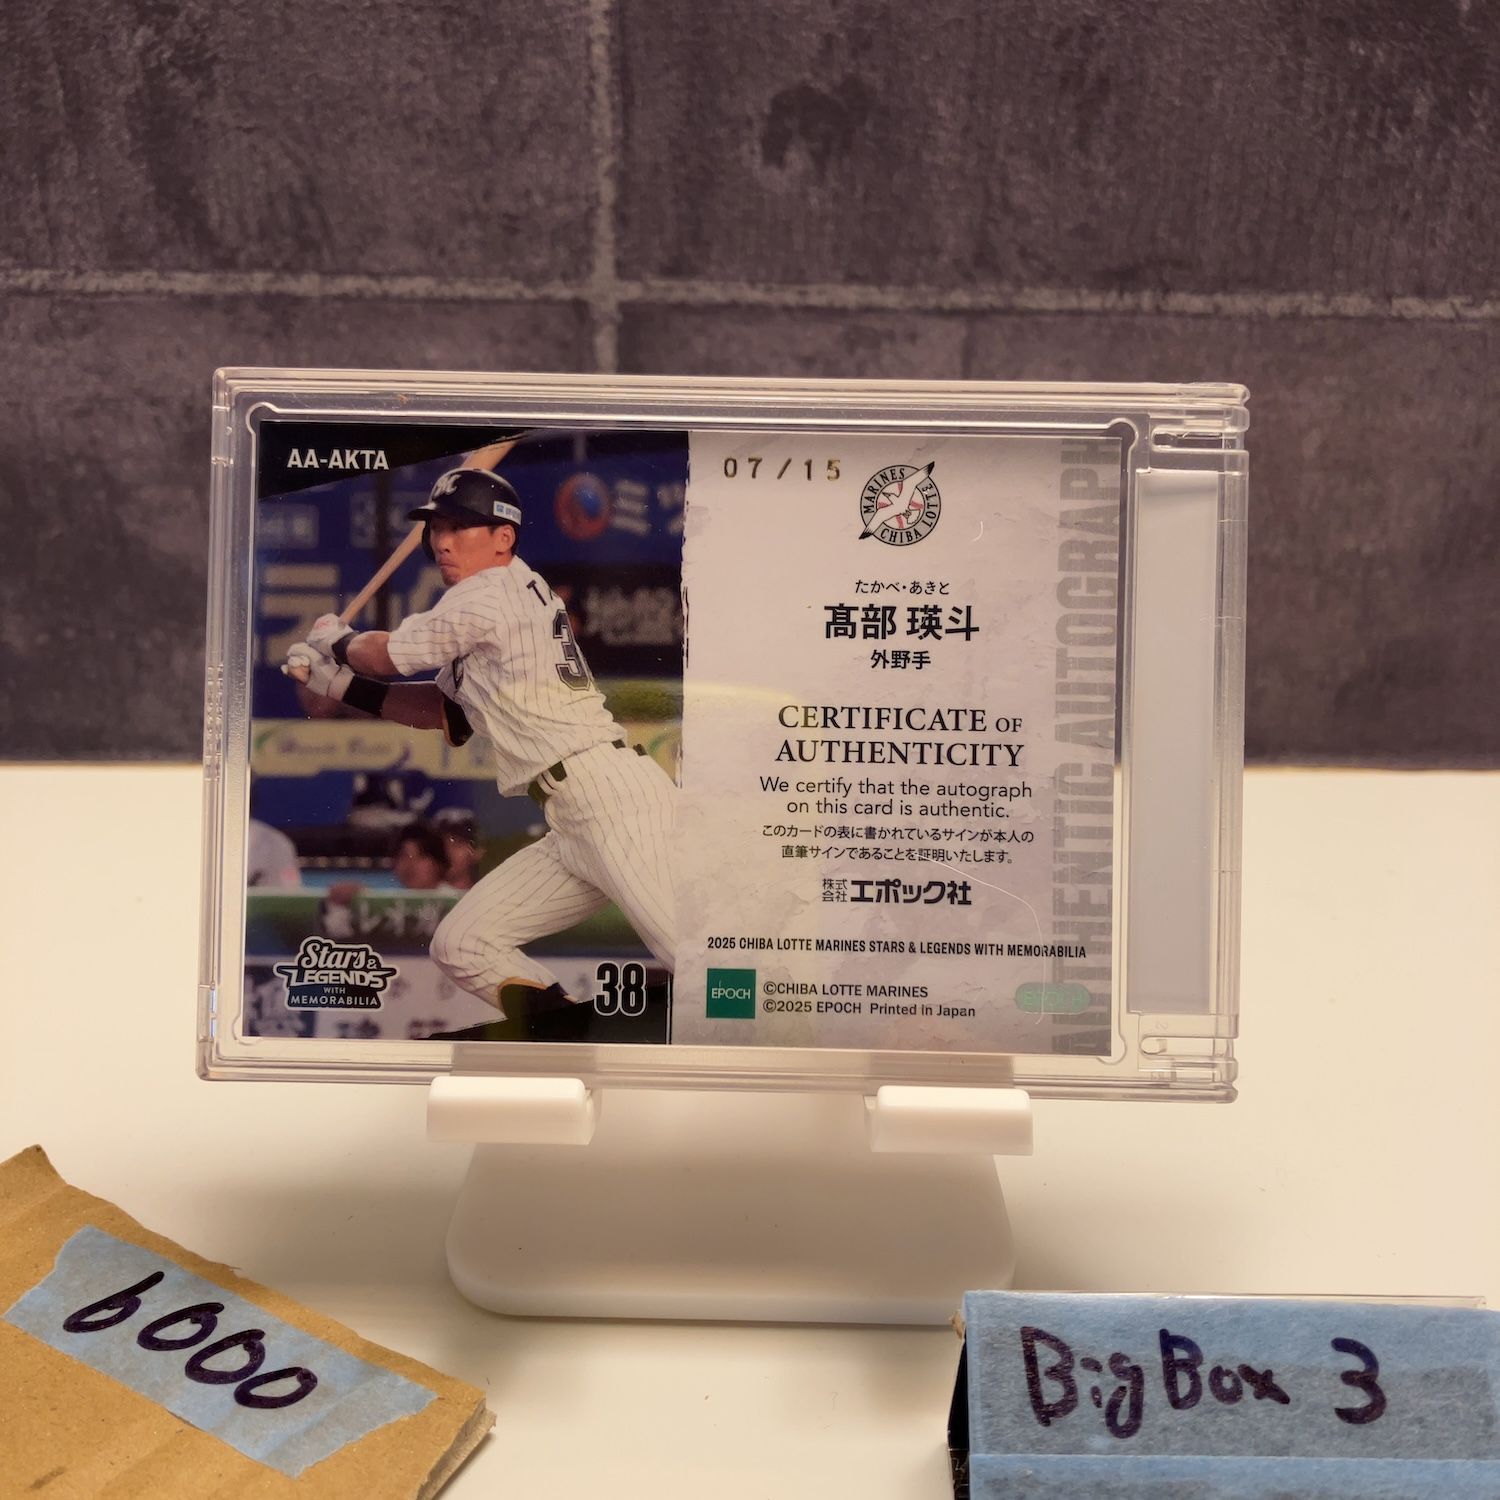 AA-AKTA
07/15
MARINES
CHIBA LOTTE
たかべ・あきと
髙部 瑛斗
外野手
CERTIFICATE OF
AUTHENTICITY
We certify that the autograph
on this card is authentic.
このカードの表に書かれているサインが本人の
直筆サインであることを証明いたします。
株式会社エポック社
2025 CHIBA LOTTE MARINES STARS & LEGENDS WITH MEMORABILIA
EPOCH
©CHIBA LOTTE MARINES
©2025 EPOCH Printed in Japan
EPOCH
AUTHENTIC AUTOGRAPH
Stars &
LEGENDS
WITH
MEMORABILIA
38
6000
Big Box 3